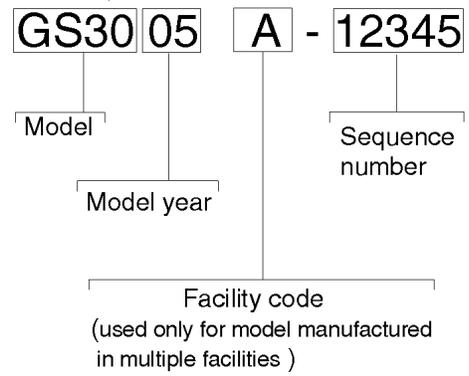 GS30 05 A - 12345
Model
Sequence
number
Model year
Facility code
(used only for model manufactured
in multiple facilities )